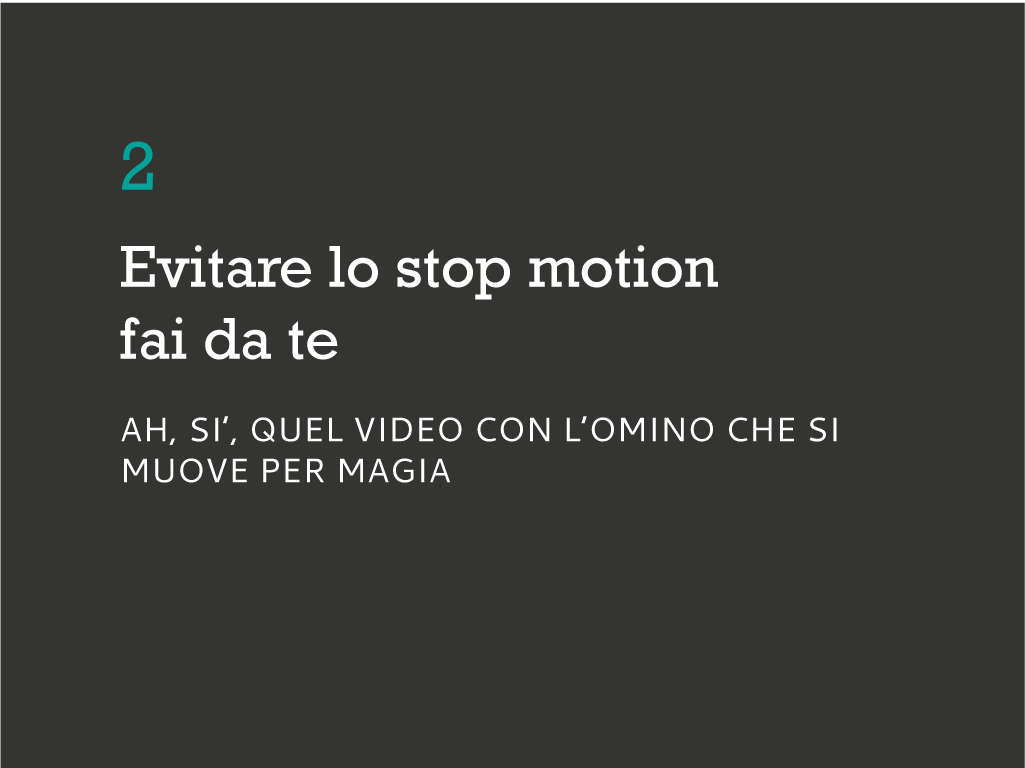 2
Evitare lo stop motion
fai da te
AH, SI’, QUEL VIDEO CON L’OMINO CHE SI
MUOVE PER MAGIA